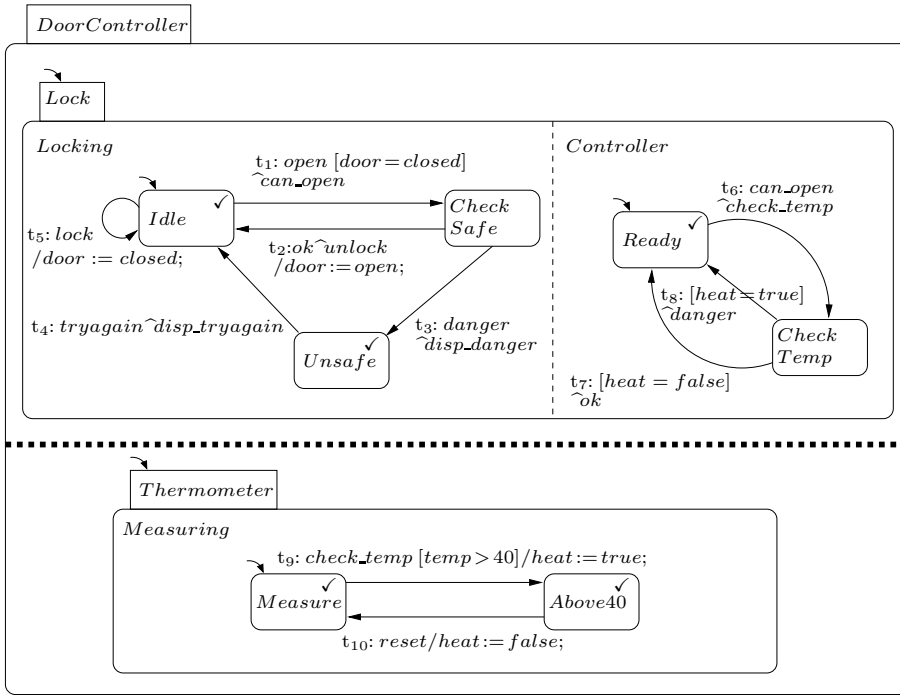 DoorController
Lock
Locking
Controller
t₁: open [door=closed]
^can_open
t₆: can_open
^check_temp
Idle ✓
Check
Safe
Ready ✓
t₅: lock
/door := closed;
t₂: ok^unlock
/door:=open;
t₈: [heat=true]
^danger
t₄: tryagain^disp_tryagain
t₃: danger
^disp_danger
Unsafe ✓
Check
Temp
t₇: [heat = false]
^ok
Thermometer
Measuring
t₉: check_temp [temp>40]/heat:=true;
Measure ✓
Above40 ✓
t₁₀: reset/heat:=false;